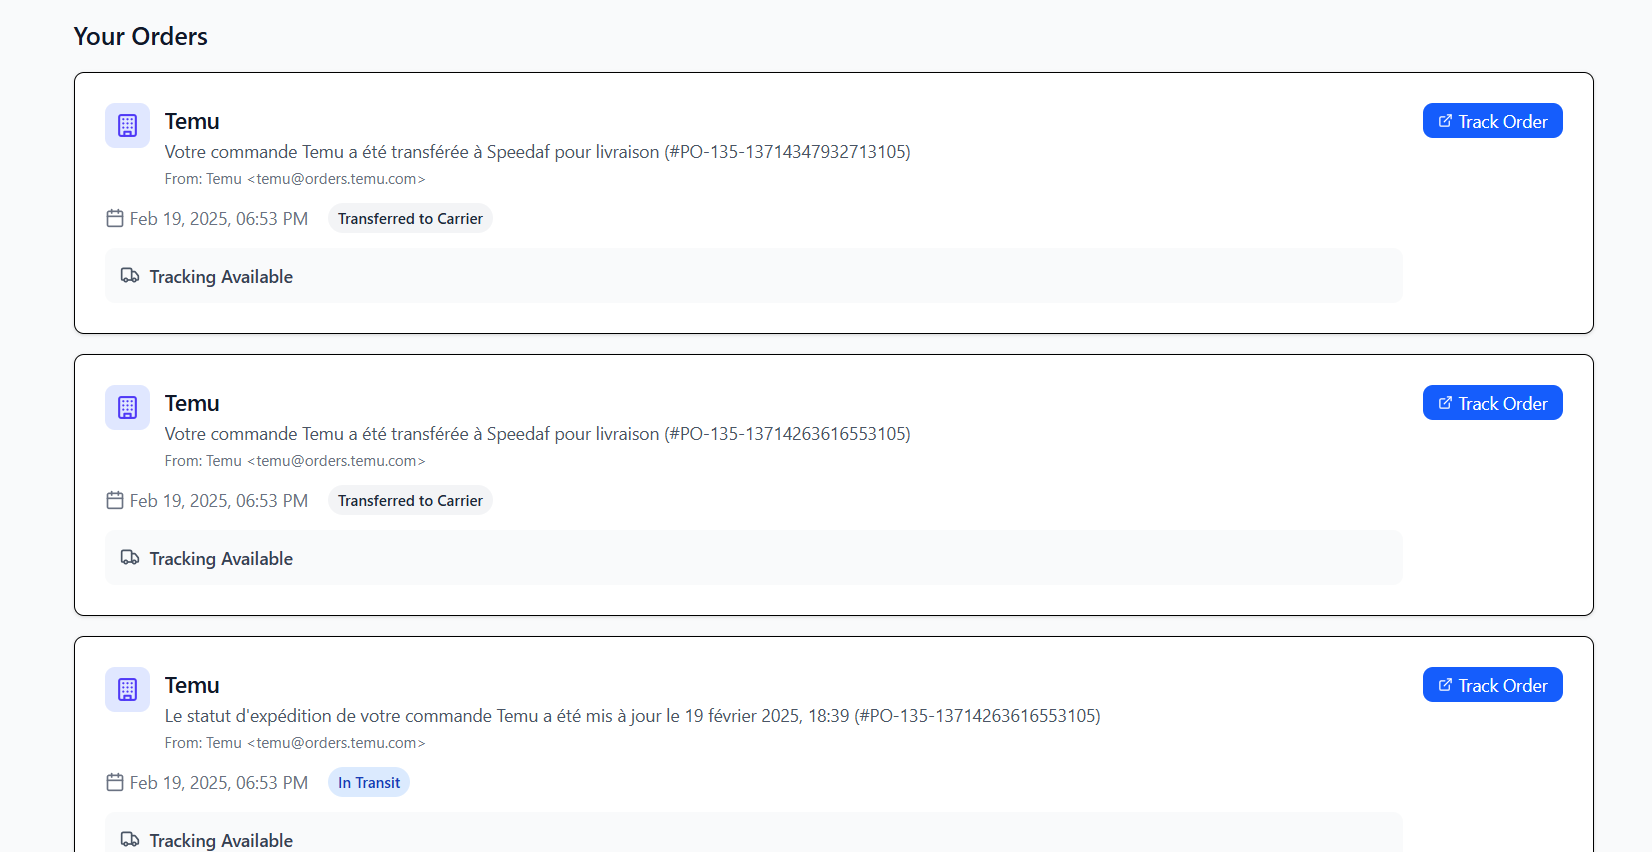 Your Orders
Temu
Track Order
Votre commande Temu a été transférée à Speedaf pour livraison (#PO-135-13714347932713105)
From: Temu <temu@orders.temu.com>
Feb 19, 2025, 06:53 PM
Transferred to Carrier
Tracking Available
Temu
Track Order
Votre commande Temu a été transférée à Speedaf pour livraison (#PO-135-13714263616553105)
From: Temu <temu@orders.temu.com>
Feb 19, 2025, 06:53 PM
Transferred to Carrier
Tracking Available
Temu
Track Order
Le statut d'expédition de votre commande Temu a été mis à jour le 19 février 2025, 18:39 (#PO-135-13714263616553105)
From: Temu <temu@orders.temu.com>
Feb 19, 2025, 06:53 PM
In Transit
Tracking Available